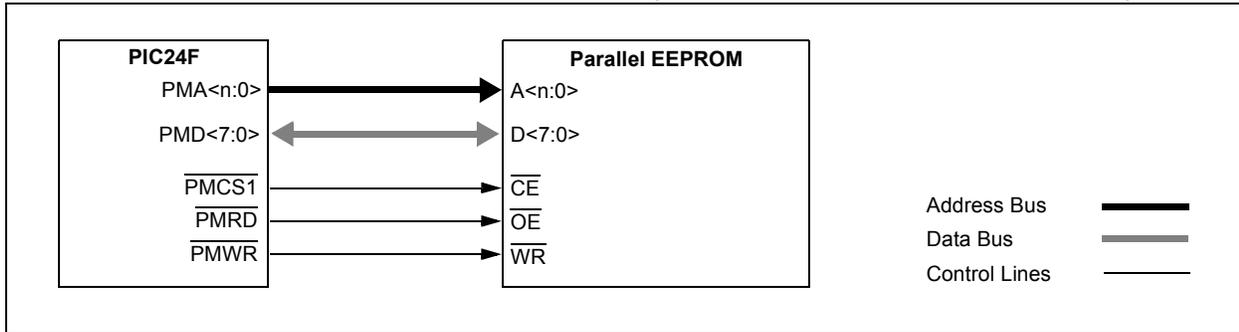 PIC24F
PMA<n:0>
PMD<7:0>
PMCS1
PMRD
PMWR
Parallel EEPROM
A<n:0>
D<7:0>
CE
OE
WR
Address Bus
Data Bus
Control Lines